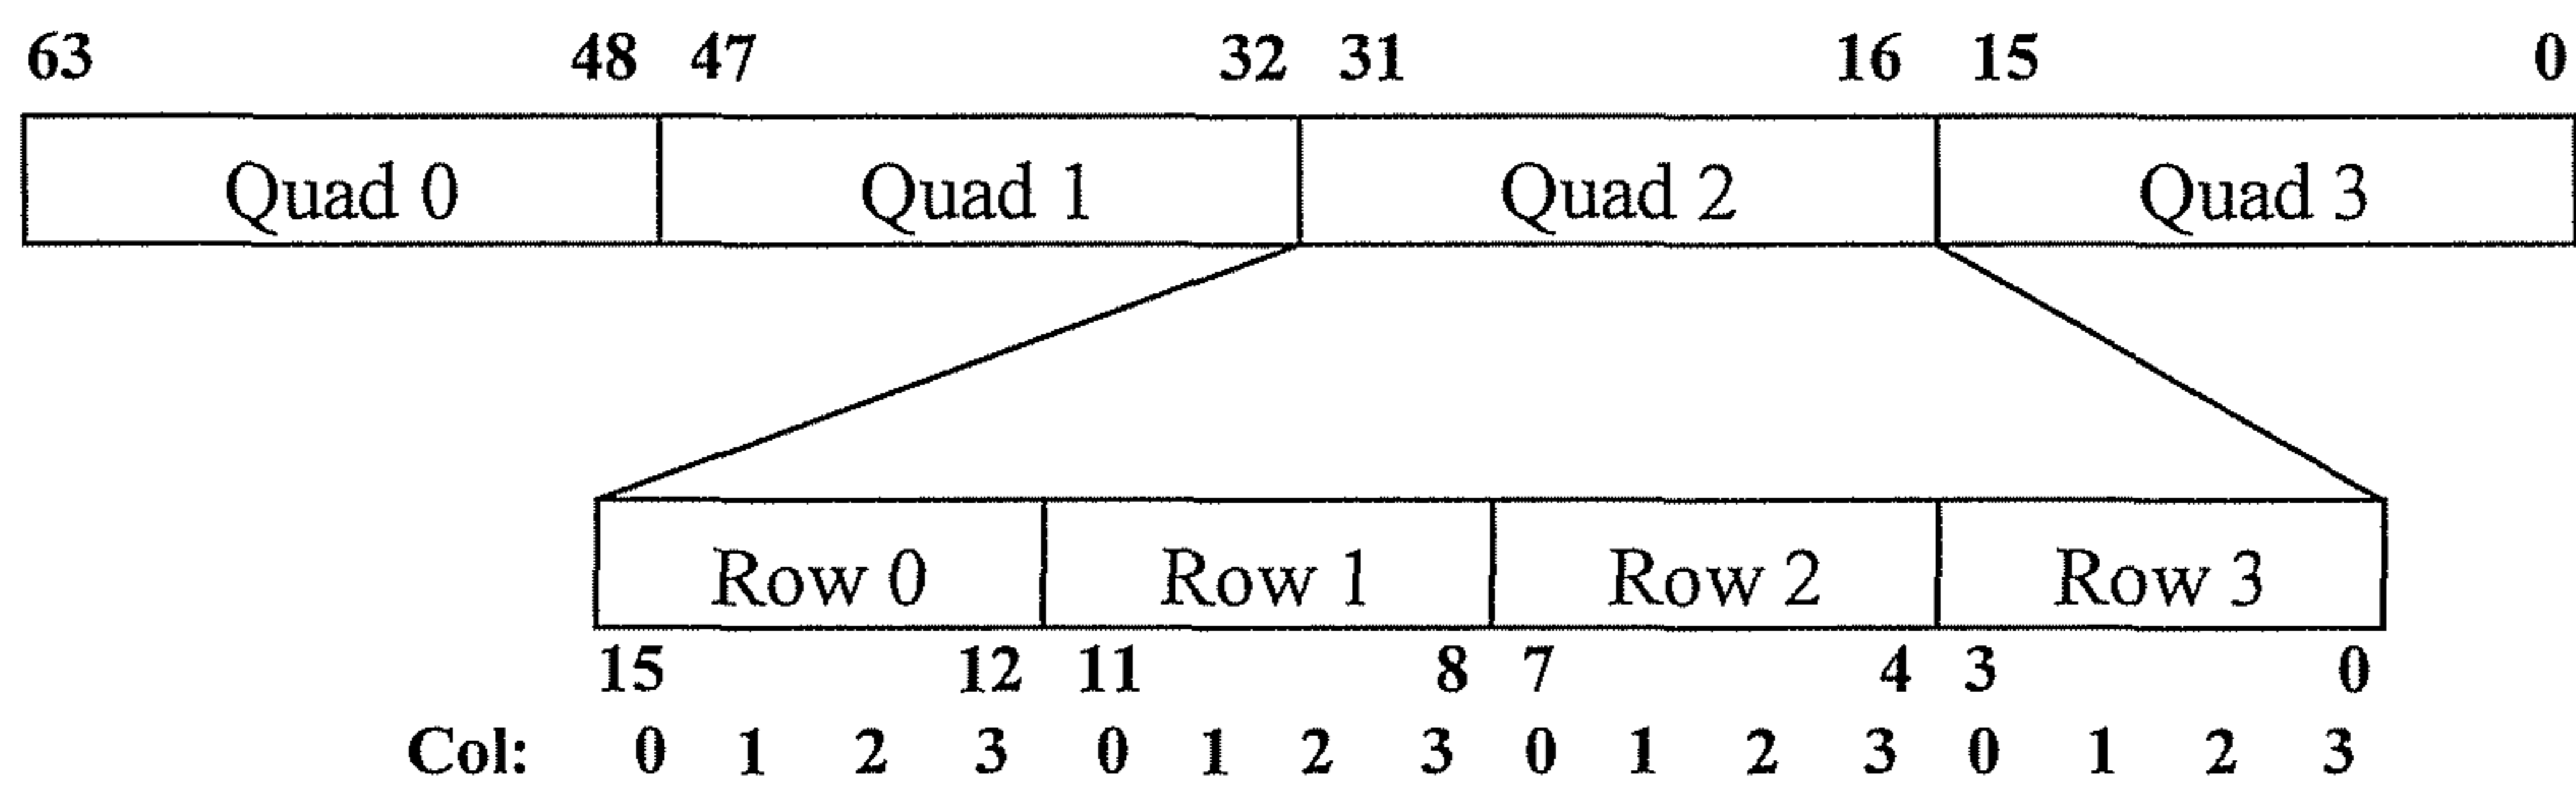 63 48 47 32 31 16 15 0
Quad 0 Quad 1 Quad 2 Quad 3
Row 0 Row 1 Row 2 Row 3
15 12 11 8 7 4 3 0
Col: 0 1 2 3 0 1 2 3 0 1 2 3 0 1 2 3